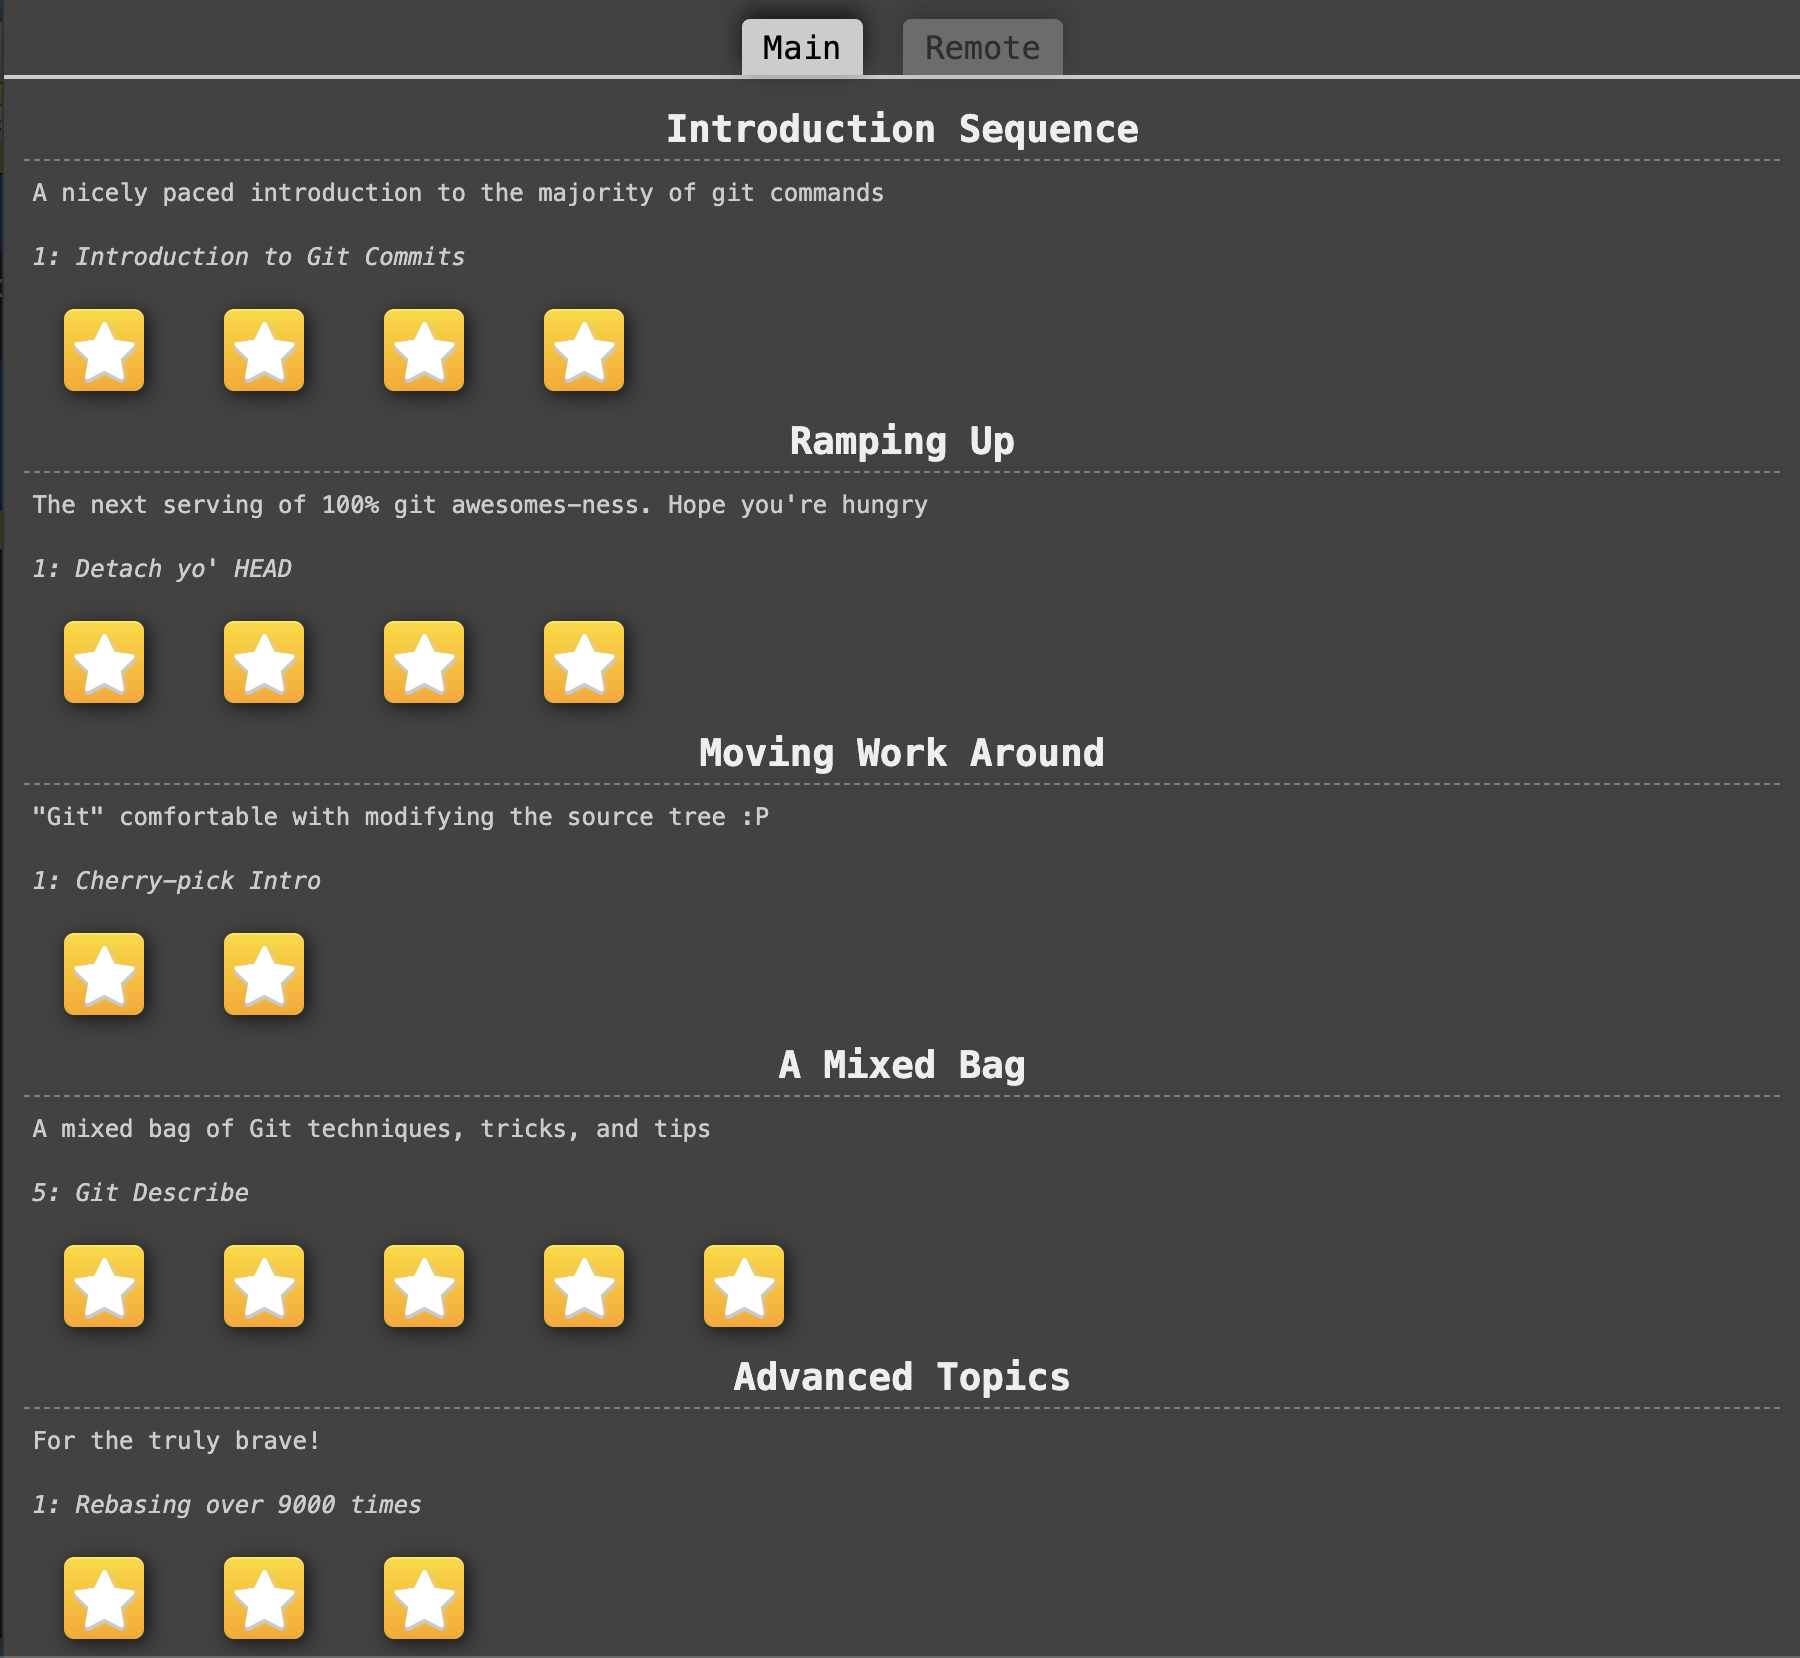 Main Remote
Introduction Sequence
A nicely paced introduction to the majority of git commands
1: Introduction to Git Commits
Ramping Up
The next serving of 100% git awesomes-ness. Hope you're hungry
1: Detach yo' HEAD
Moving Work Around
"Git" comfortable with modifying the source tree :P
1: Cherry-pick Intro
A Mixed Bag
A mixed bag of Git techniques, tricks, and tips
5: Git Describe
Advanced Topics
For the truly brave!
1: Rebasing over 9000 times